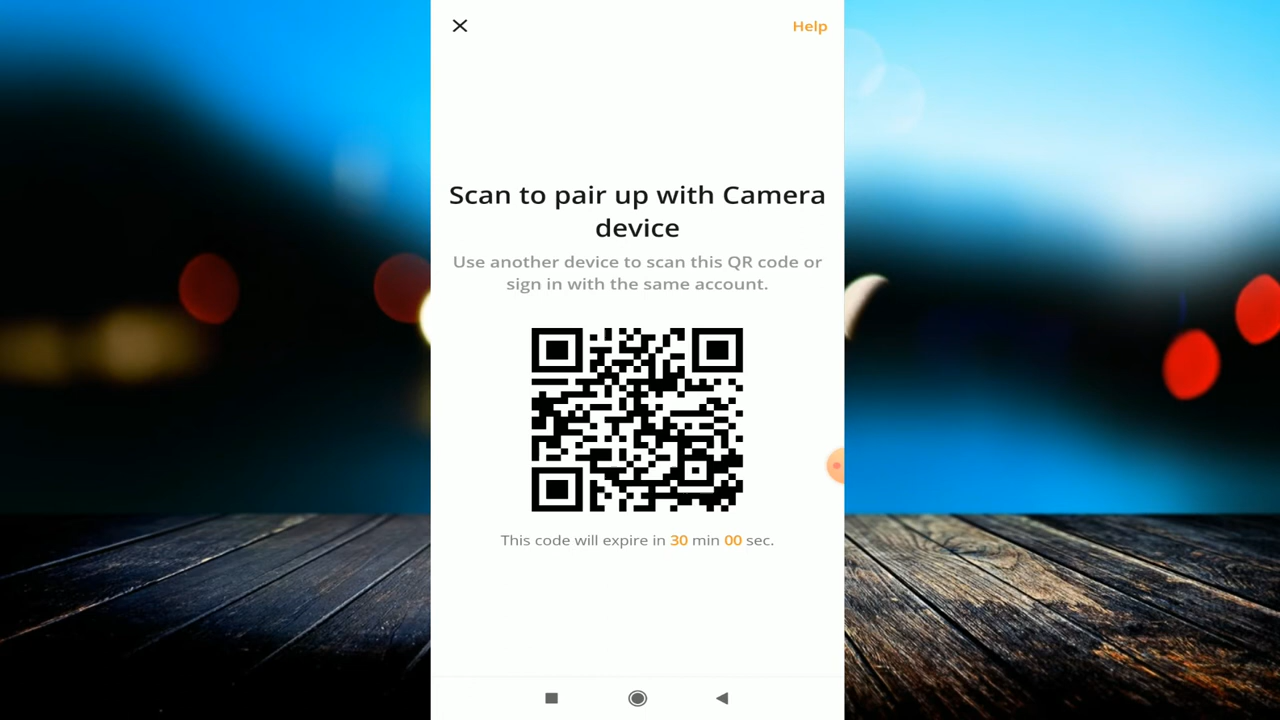 Help
Scan to pair up with Camera
device
Use another device to scan this QR code or
sign in with the same account.
This code will expire in 30 min 00 sec.